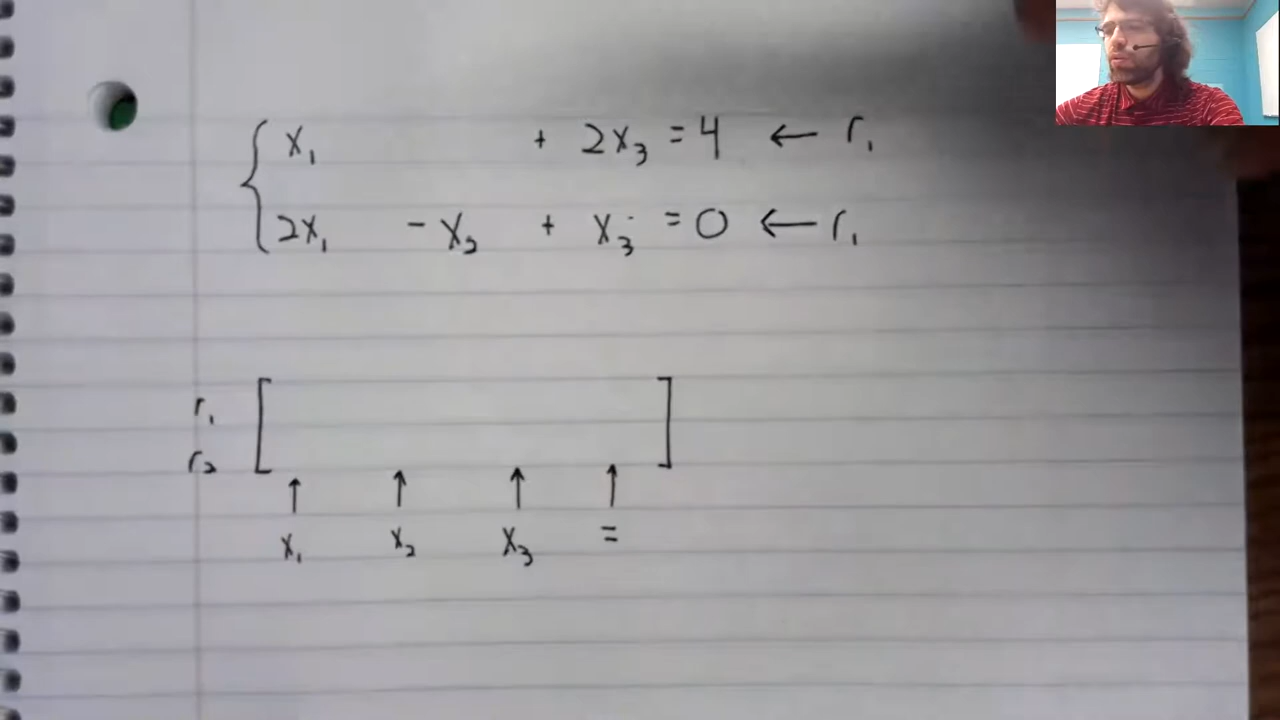 x₁ + 2x₃ = 4 ← r₁
2x₁ - x₂ + x₃ = 0 ← r₁
r₁ [ ]
r₂
↑ ↑ ↑ ↑
x₁ x₂ x₃ =